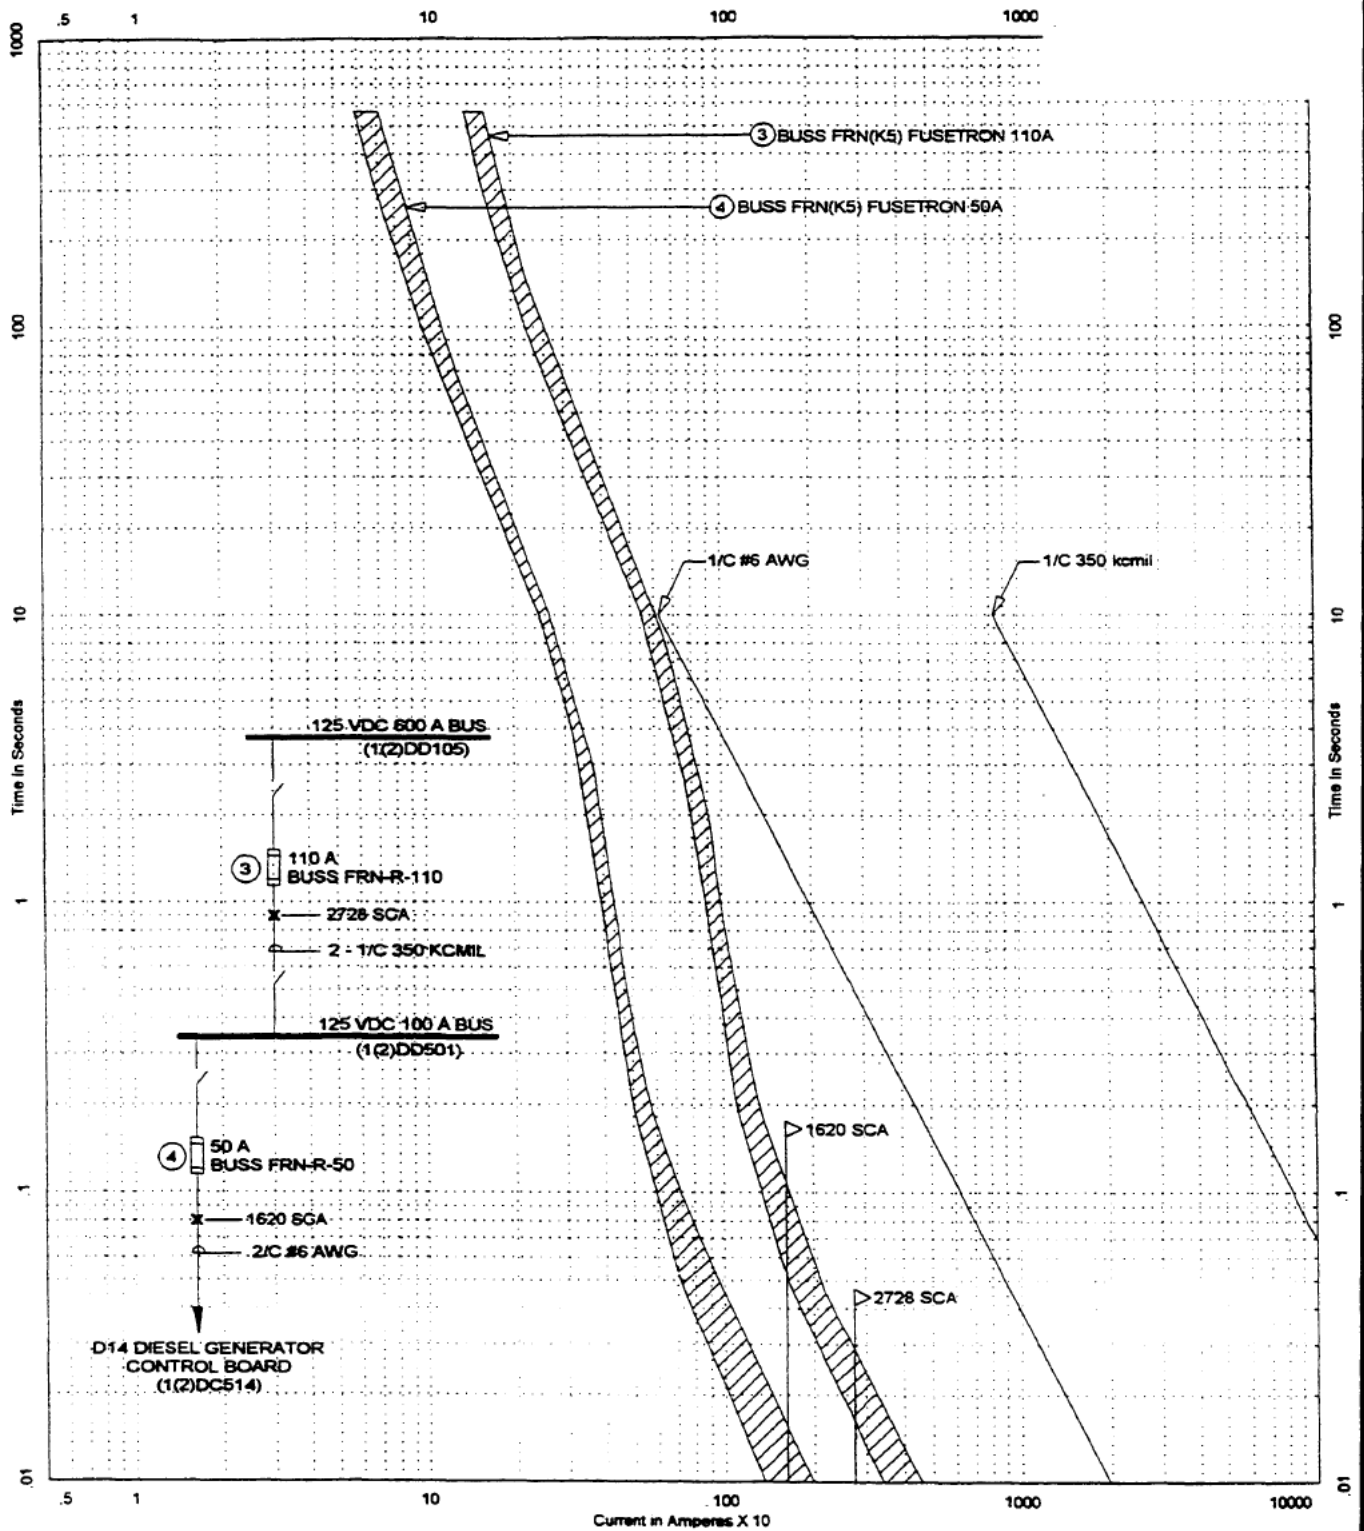 .5 1 10 100 1000
1000
3 BUSS FRN(K5) FUSETRON 110A
4 BUSS FRN(K5) FUSETRON 50A
100 100
1/C #6 AWG 1/C 350 kcmil
10 10
125 VDC 600 A BUS
(1(2)DD105)
Time In Seconds Time In Seconds
3 110 A
BUSS FRN-R-110
1 1
2728 SCA
2 - 1/C 350 KCMIL
125 VDC 100 A BUS
(1(2)DD501)
1620 SCA
4 50 A
BUSS FRN-R-50
.1 .1
1620 SCA
2/C #6 AWG
2728 SCA
D14 DIESEL GENERATOR
CONTROL BOARD
(1(2)DC514)
.01 .01
.5 1 10 100 1000 10000
Current in Amperes X 10